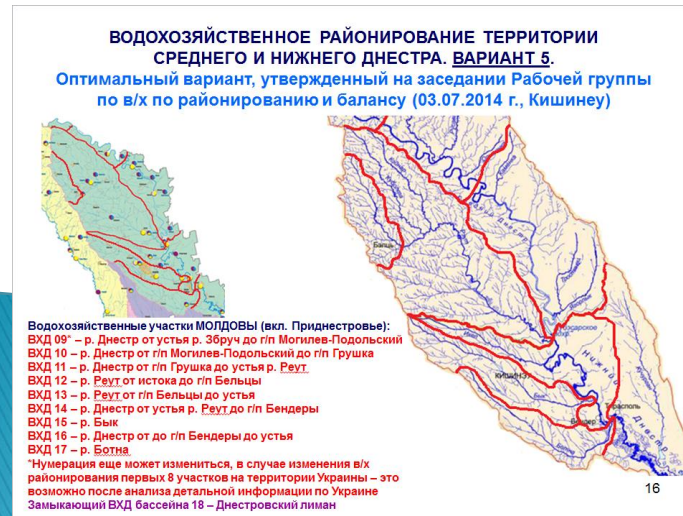 ВОДОХОЗЯЙСТВЕННОЕ РАЙОНИРОВАНИЕ ТЕРРИТОРИИ
СРЕДНЕГО И НИЖНЕГО ДНЕСТРА. ВАРИАНТ 5.
Оптимальный вариант, утвержденный на заседании Рабочей группы
по в/х по районированию и балансу (03.07.2014 г., Кишинеу)
Бельцы
КИШИНЭУ
Бык
Нижний
Днестр
Тирасполь
Бендер
Водохозяйственные участки МОЛДОВЫ (вкл. Приднестровье):
ВХД 09* – р. Днестр от устья р. Збруч до г/п Могилев-Подольский
ВХД 10 – р. Днестр от г/п Могилев-Подольский до г/п Грушка
ВХД 11 – р. Днестр от г/п Грушка до устья р. Реут
ВХД 12 – р. Реут от истока до г/п Бельцы
ВХД 13 – р. Реут от г/п Бельцы до устья
ВХД 14 – р. Днестр от устья р. Реут до г/п Бендеры
ВХД 15 – р. Бык
ВХД 16 – р. Днестр от до г/п Бендеры до устья
ВХД 17 – р. Ботна
*Нумерация еще может измениться, в случае изменения в/х
районирования первых 8 участков на территории Украины – это
возможно после анализа детальной информации по Украине
Замыкающий ВХД бассейна 18 – Днестровский лиман
16